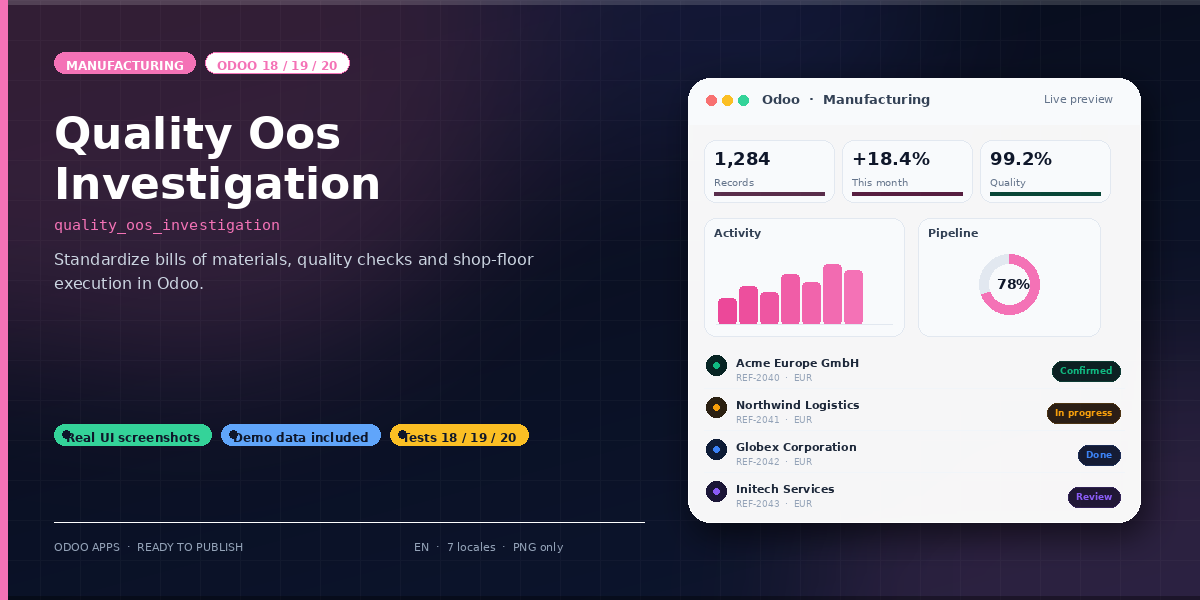 MANUFACTURING
ODOO 18 / 19 / 20
Quality Oos
Investigation
quality_oos_investigation
Standardize bills of materials, quality checks and shop-floor
execution in Odoo.
Real UI screenshots
Demo data included
Tests 18 / 19 / 20
ODOO APPS · READY TO PUBLISH
EN · 7 locales · PNG only
Odoo · Manufacturing
Live preview
1,284
Records
+18.4%
This month
99.2%
Quality
Activity
Pipeline
78%
Acme Europe GmbH
REF-2040 · EUR
Confirmed
Northwind Logistics
REF-2041 · EUR
In progress
Globex Corporation
REF-2042 · EUR
Done
Initech Services
REF-2043 · EUR
Review